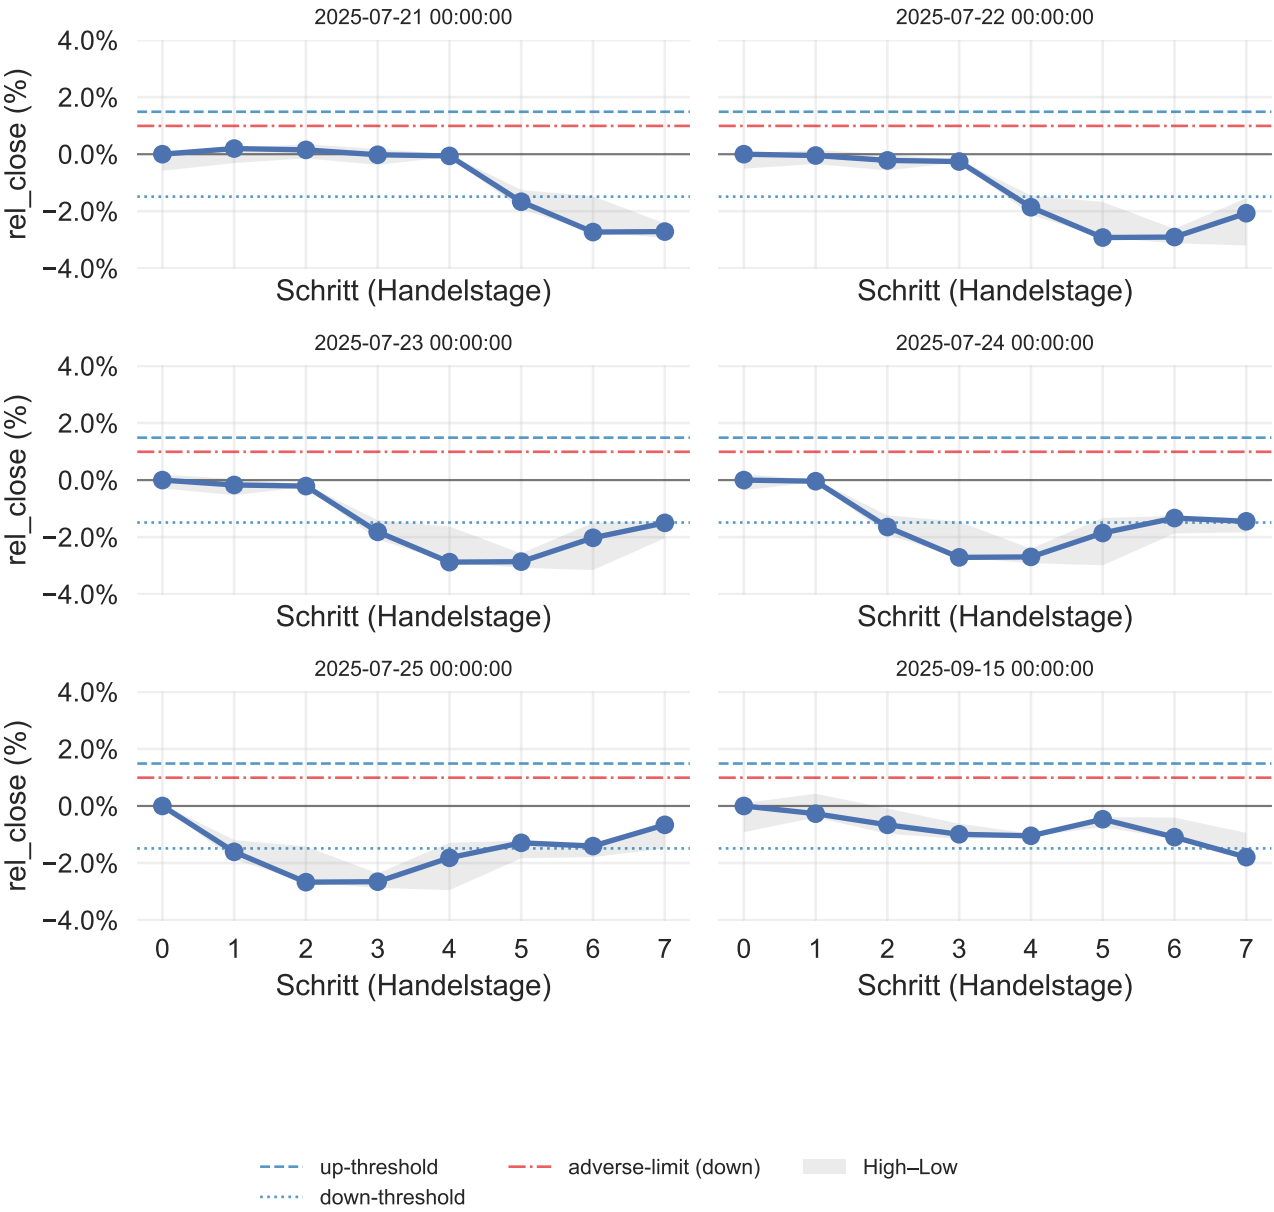 2025-07-21 00:00:00
2025-07-22 00:00:00
4.0%
2.0%
0.0%
−2.0%
−4.0%
rel_close (%)
Schritt (Handelstage)
Schritt (Handelstage)
2025-07-23 00:00:00
2025-07-24 00:00:00
4.0%
2.0%
0.0%
−2.0%
−4.0%
rel_close (%)
Schritt (Handelstage)
Schritt (Handelstage)
2025-07-25 00:00:00
2025-09-15 00:00:00
4.0%
2.0%
0.0%
−2.0%
−4.0%
rel_close (%)
0 1 2 3 4 5 6 7
0 1 2 3 4 5 6 7
Schritt (Handelstage)
Schritt (Handelstage)
up-threshold
down-threshold
adverse-limit (down)
High–Low